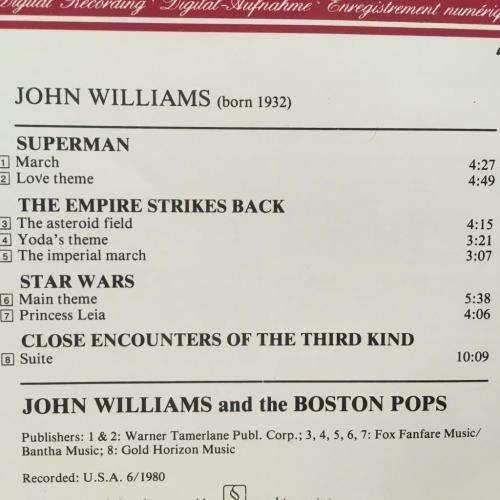 Digital Recording · Digital-Aufnahme · Enregistrement numériq
JOHN WILLIAMS (born 1932)
SUPERMAN
1 March 4:27
2 Love theme 4:49
THE EMPIRE STRIKES BACK
3 The asteroid field 4:15
4 Yoda's theme 3:21
5 The imperial march 3:07
STAR WARS
6 Main theme 5:38
7 Princess Leia 4:06
CLOSE ENCOUNTERS OF THE THIRD KIND
8 Suite 10:09
JOHN WILLIAMS and the BOSTON POPS
Publishers: 1 & 2: Warner Tamerlane Publ. Corp.; 3, 4, 5, 6, 7: Fox Fanfare Music/
Bantha Music; 8: Gold Horizon Music
Recorded: U.S.A. 6/1980